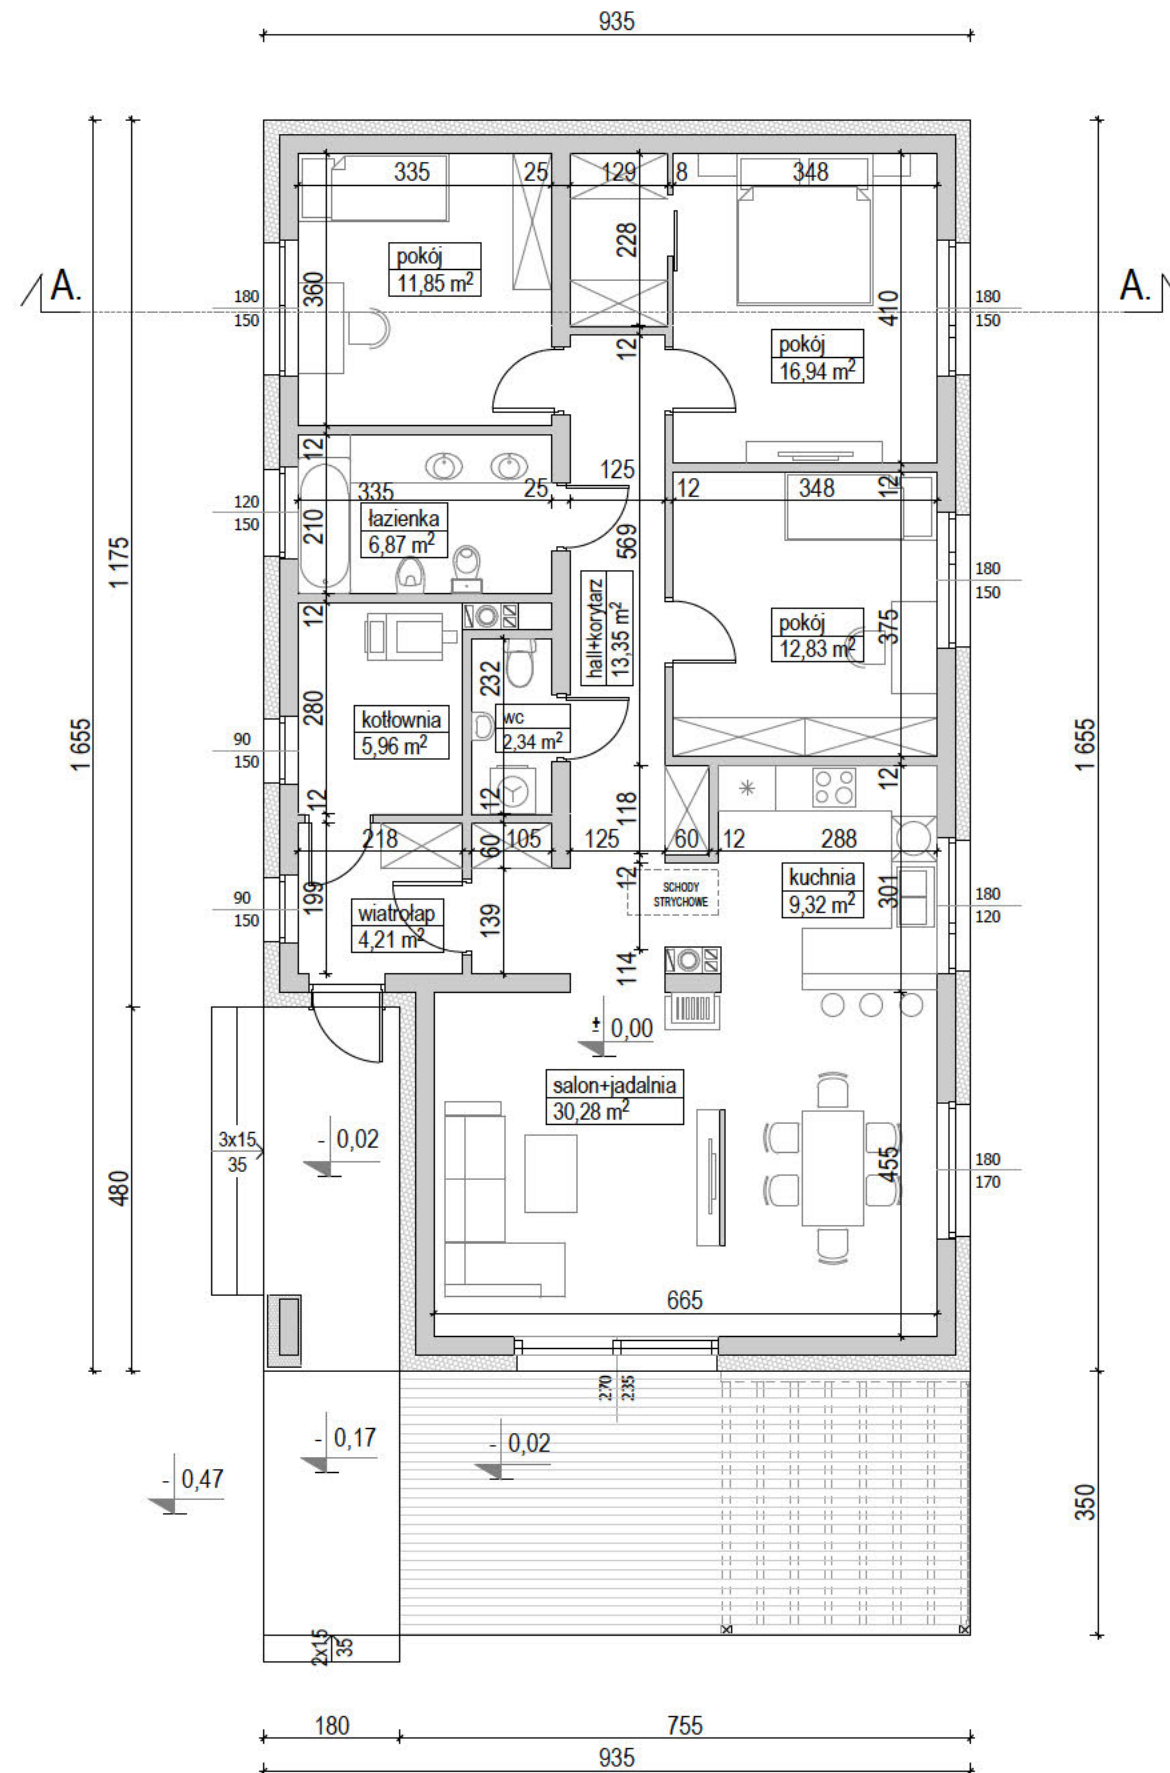 935
335
25
129
8
348
pokój
11,85 m²
228
A.
A.
180
150
360
410
180
150
pokój
16,94 m²
12
12
125
335
25
12
348
12
120
150
210
łazienka
6,87 m²
569
180
150
1 175
hall+korytarz
13,35 m²
pokój
12,83 m²
375
12
232
280
kotłownia
5,96 m²
wc
2,34 m²
90
150
1 655
1 655
12
12
12
118
218
60
105
125
60
12
288
kuchnia
9,32 m²
301
180
120
12
SCHODY
STRYCHOWE
199
90
150
wiatrołap
4,21 m²
139
114
± 0,00
salon+jadalnia
30,28 m²
- 0,02
3x15
35
455
180
170
480
665
270
235
- 0,17
- 0,02
- 0,47
350
2x15
35
180
755
935